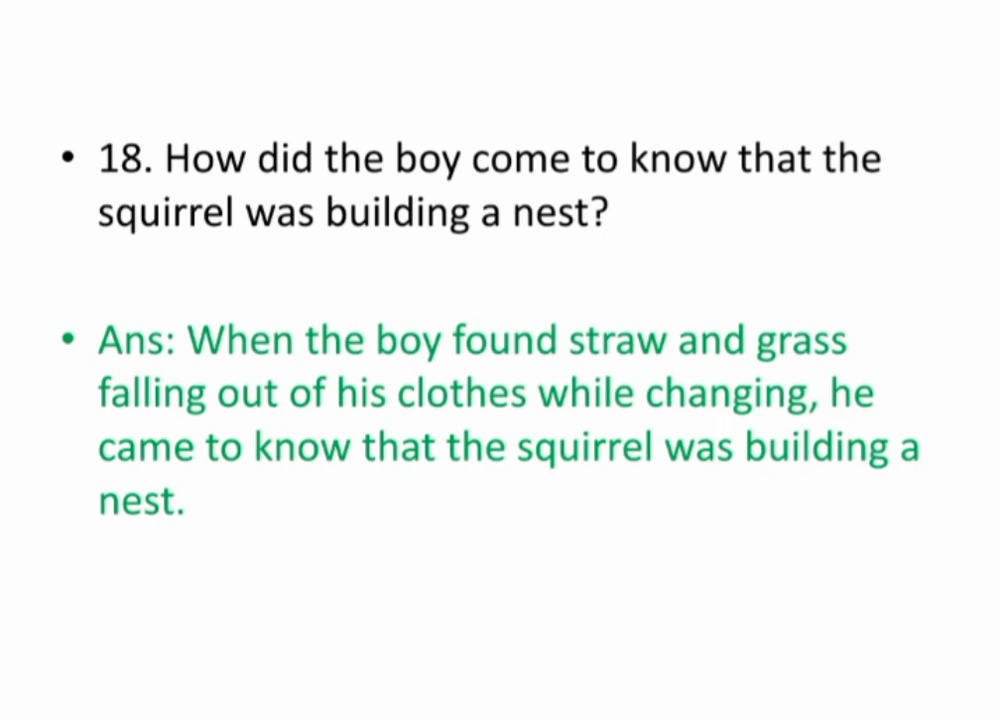 • 18. How did the boy come to know that the
squirrel was building a nest?
• Ans: When the boy found straw and grass
falling out of his clothes while changing, he
came to know that the squirrel was building a
nest.